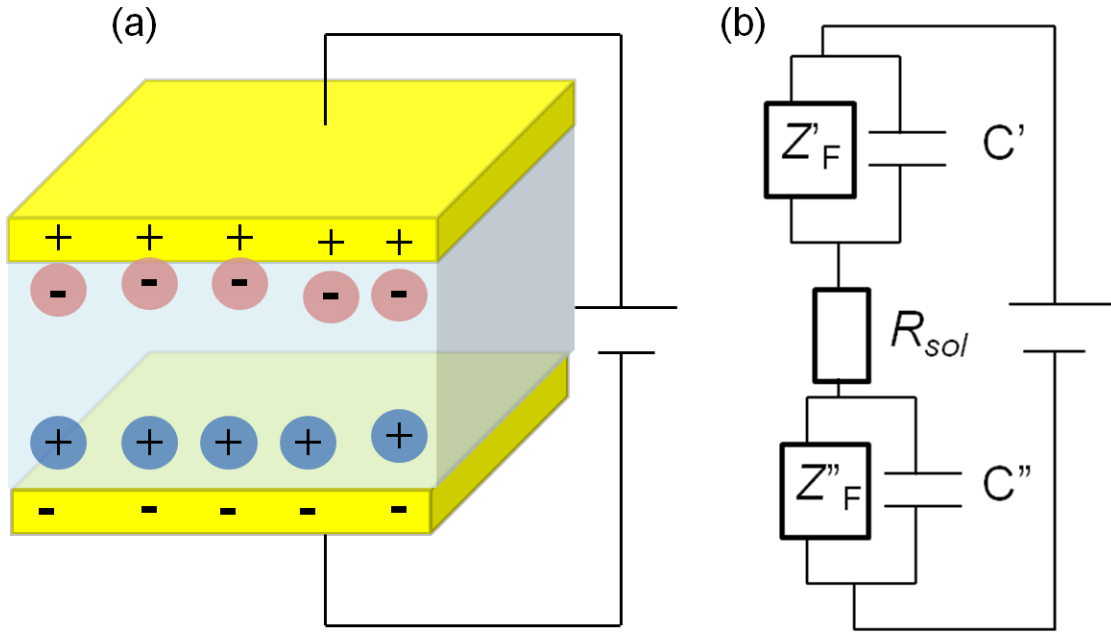 (a)
+ + + + +
- - - - -
+ + + + +
- - - - -
(b)
Z'F
C'
Rsol
Z"F
C"